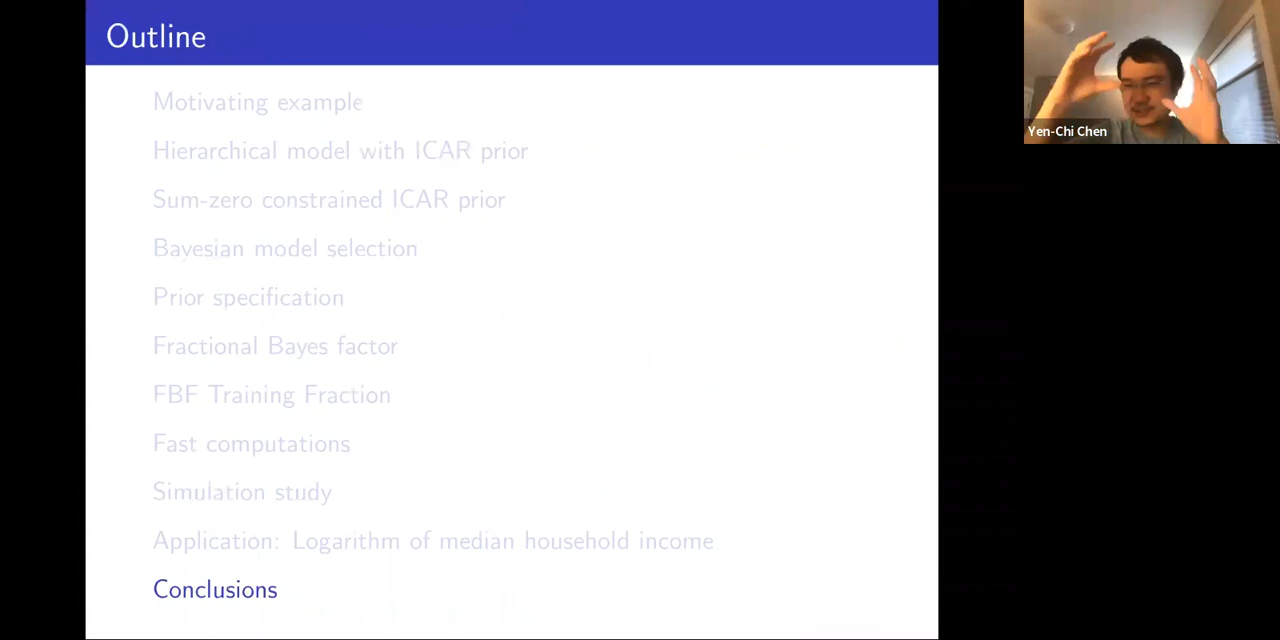 Outline
Motivating example
Hierarchical model with ICAR prior
Sum-zero constrained ICAR prior
Bayesian model selection
Prior specification
Fractional Bayes factor
FBF Training Fraction
Fast computations
Simulation study
Application: Logarithm of median household income
Conclusions
Yen-Chi Chen